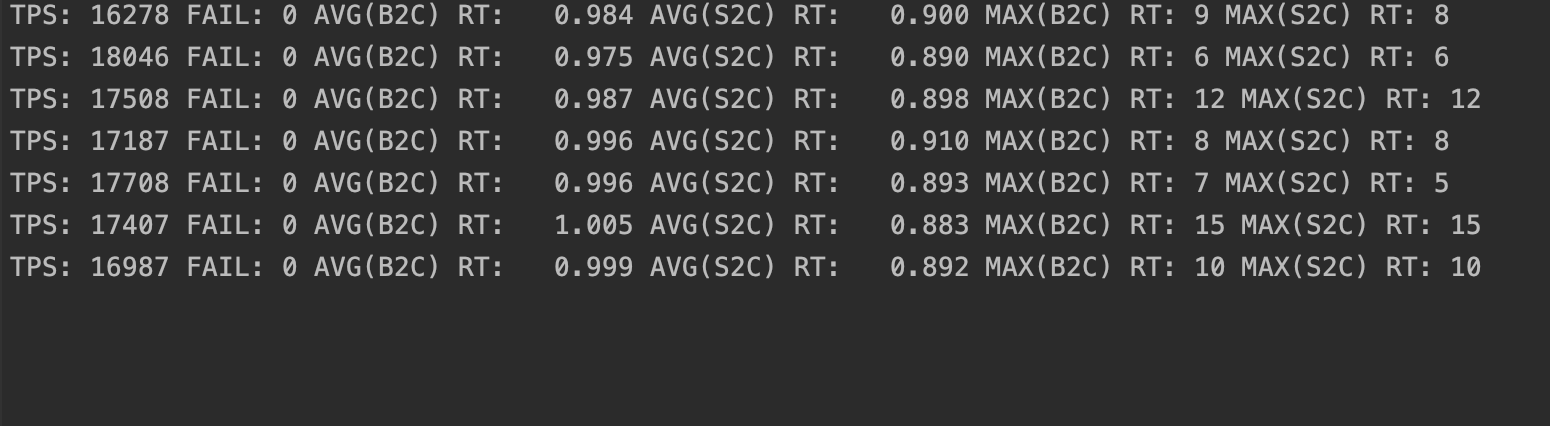 TPS: 16278 FAIL: 0 AVG(B2C) RT:   0.984 AVG(S2C) RT:   0.900 MAX(B2C) RT: 9 MAX(S2C) RT: 8
TPS: 18046 FAIL: 0 AVG(B2C) RT:   0.975 AVG(S2C) RT:   0.890 MAX(B2C) RT: 6 MAX(S2C) RT: 6
TPS: 17508 FAIL: 0 AVG(B2C) RT:   0.987 AVG(S2C) RT:   0.898 MAX(B2C) RT: 12 MAX(S2C) RT: 12
TPS: 17187 FAIL: 0 AVG(B2C) RT:   0.996 AVG(S2C) RT:   0.910 MAX(B2C) RT: 8 MAX(S2C) RT: 8
TPS: 17708 FAIL: 0 AVG(B2C) RT:   0.996 AVG(S2C) RT:   0.893 MAX(B2C) RT: 7 MAX(S2C) RT: 5
TPS: 17407 FAIL: 0 AVG(B2C) RT:   1.005 AVG(S2C) RT:   0.883 MAX(B2C) RT: 15 MAX(S2C) RT: 15
TPS: 16987 FAIL: 0 AVG(B2C) RT:   0.999 AVG(S2C) RT:   0.892 MAX(B2C) RT: 10 MAX(S2C) RT: 10